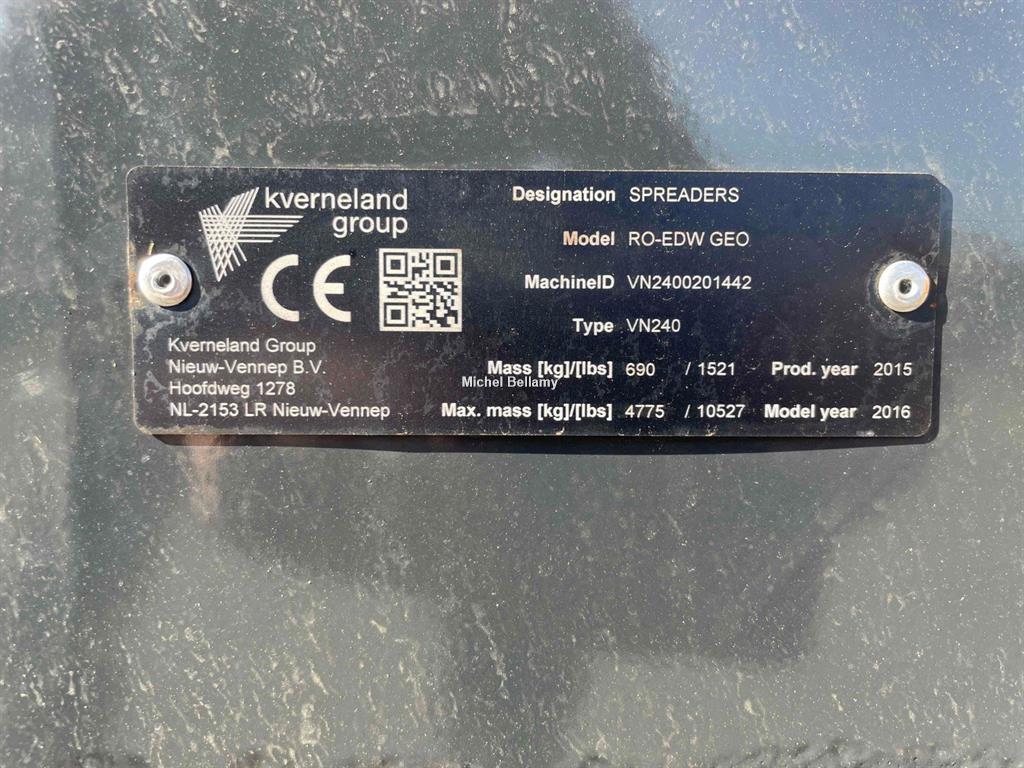 kverneland
group
CE
Kverneland Group
Nieuw-Vennep B.V.
Hoofdweg 1278
NL-2153 LR Nieuw-Vennep
Designation SPREADERS
Model RO-EDW GEO
MachineID VN2400201442
Type VN240
Mass [kg]/[lbs] 690 / 1521 Prod. year 2015
Michel Bellamy
Max. mass [kg]/[lbs] 4775 / 10527 Model year 2016